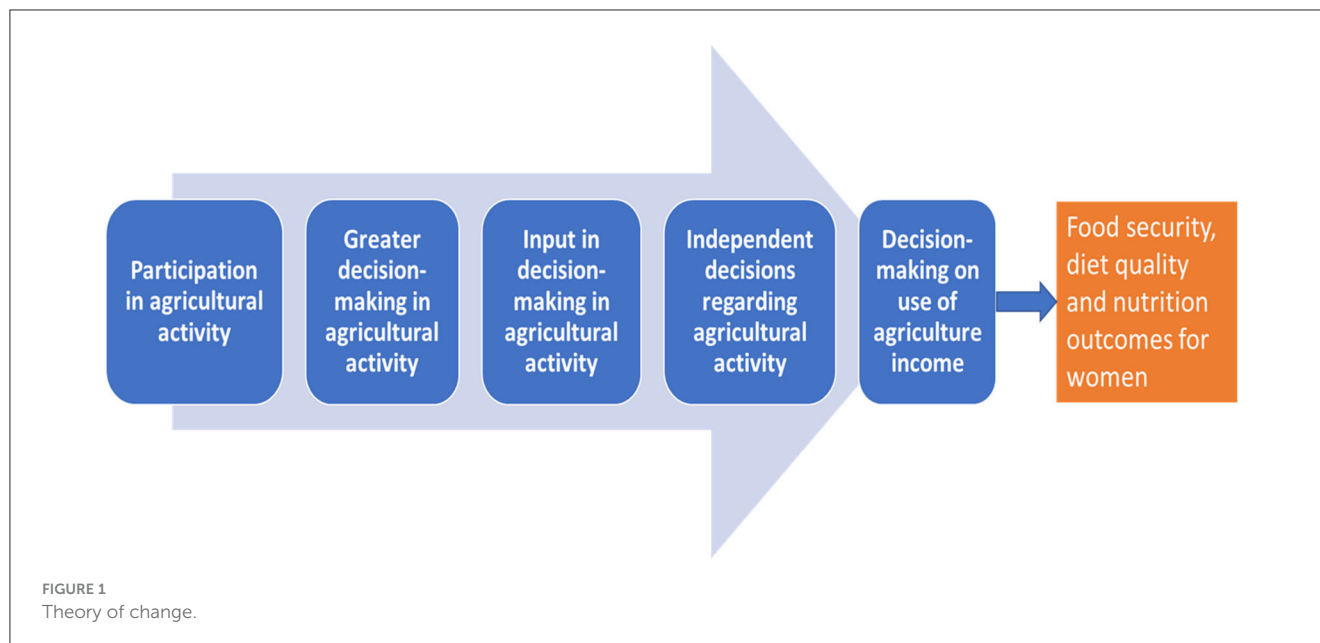 Participation
in agricultural
activity
Greater
decision-
making in
agricultural
activity
Input in
decision-
making in
agricultural
activity
Independent
decisions
regarding
agricultural
activity
Decision-
making on
use of
agriculture
income
Food security,
diet quality
and nutrition
outcomes for
women
FIGURE 1
Theory of change.